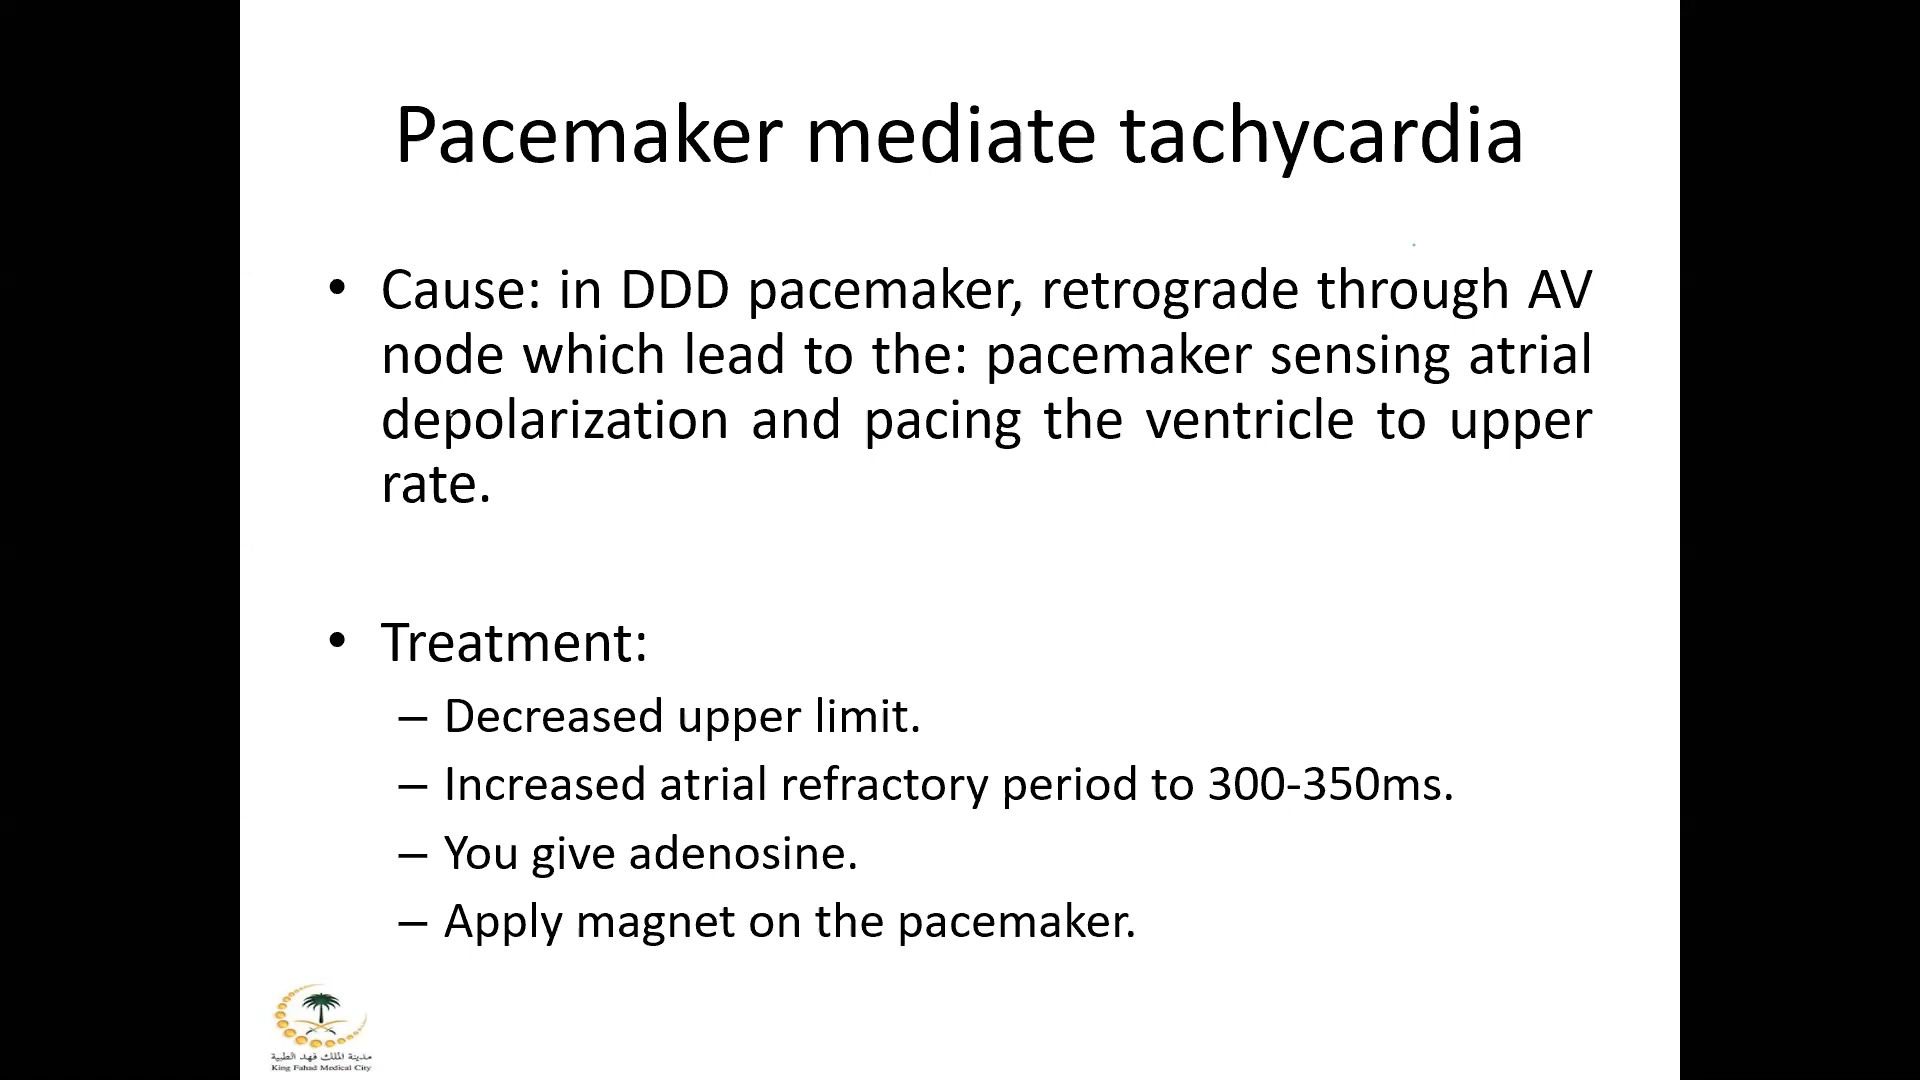 Pacemaker mediate tachycardia
• Cause: in DDD pacemaker, retrograde through AV
node which lead to the: pacemaker sensing atrial
depolarization and pacing the ventricle to upper
rate.
• Treatment:
– Decreased upper limit.
– Increased atrial refractory period to 300-350ms.
– You give adenosine.
– Apply magnet on the pacemaker.
مدينة الملك فهد الطبية
King Fahad Medical City